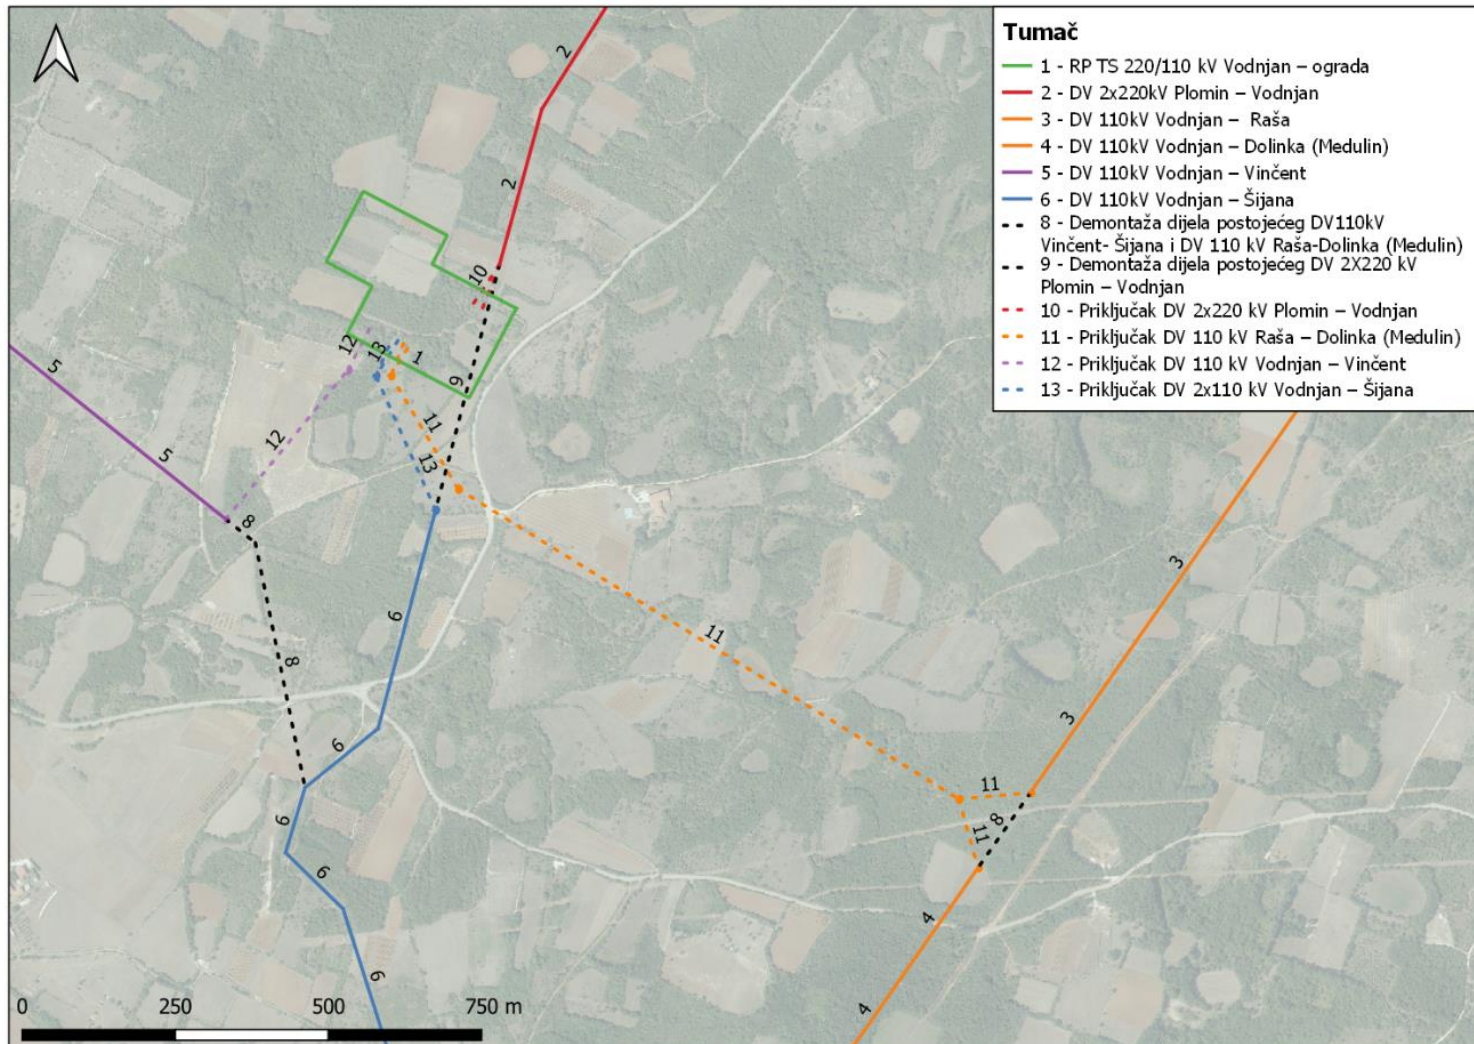 Tumač
1 - RP TS 220/110 kV Vodnjan – ograda
2 - DV 2x220kV Plomin – Vodnjan
3 - DV 110kV Vodnjan – Raša
4 - DV 110kV Vodnjan – Dolinka (Medulin)
5 - DV 110kV Vodnjan – Vinčent
6 - DV 110kV Vodnjan – Šijana
8 - Demontaža dijela postojećeg DV110kV
Vinčent- Šijana i DV 110 kV Raša-Dolinka (Medulin)
9 - Demontaža dijela postojećeg DV 2X220 kV
Plomin – Vodnjan
10 - Priključak DV 2x220 kV Plomin – Vodnjan
11 - Priključak DV 110 kV Raša – Dolinka (Medulin)
12 - Priključak DV 110 kV Vodnjan – Vinčent
13 - Priključak DV 2x110 kV Vodnjan – Šijana
2
2
10
12
13
1
5
9
11
12
13
8
3
6
11
8
3
6
11
6
8
11
6
4
6
4
0 250 500 750 m